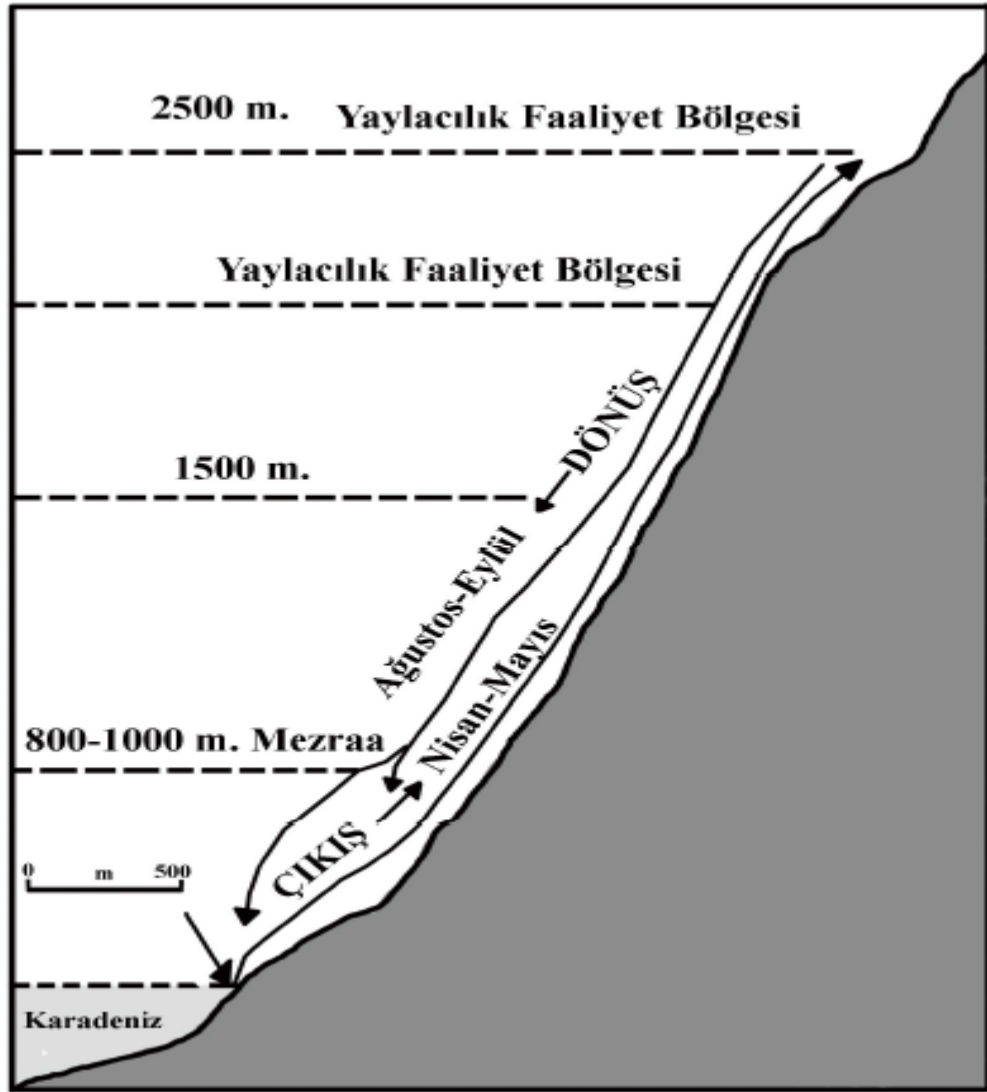 2500 m.
Yaylacılık Faaliyet Bölgesi
Yaylacılık Faaliyet Bölgesi
DÖNÜŞ
1500 m.
Ağustos-Eylül
Nisan-Mayıs
800-1000 m. Mezraa
ÇIKIŞ
0 m 500
Karadeniz